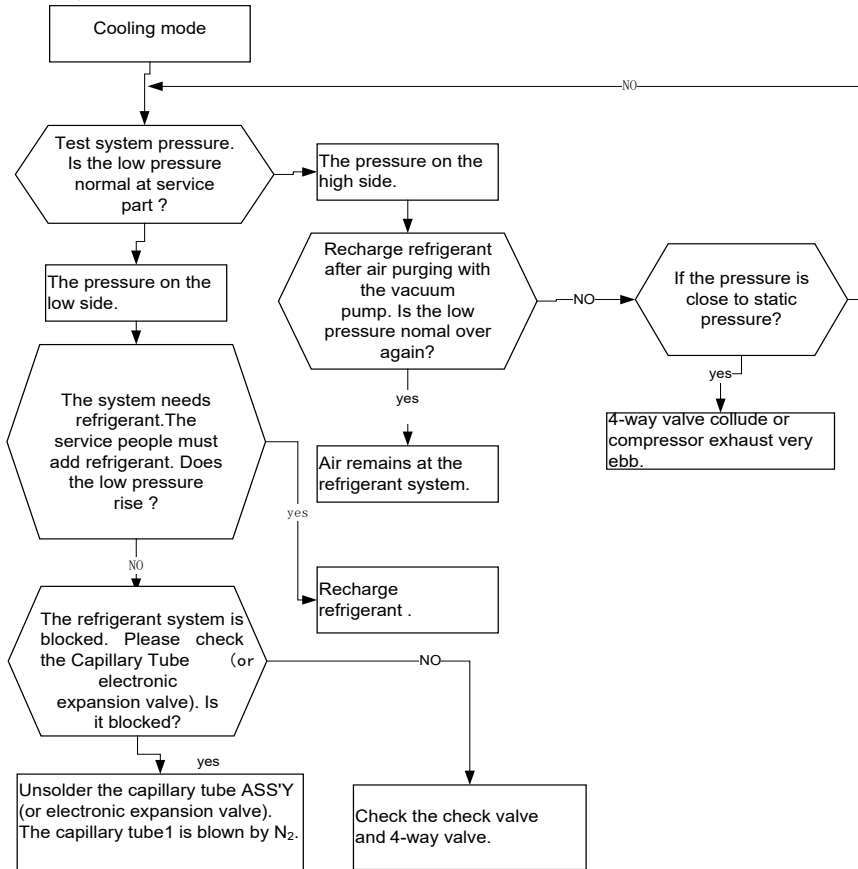 Cooling mode
NO
Test system pressure.
Is the low pressure
normal at service
part ?
The pressure on the
high side.
Recharge refrigerant
after air purging with
the vacuum
pump. Is the low
pressure nomal over
again?
NO
If the pressure is
close to static
pressure?
The pressure on the
low side.
yes
yes
4-way valve collude or
compressor exhaust very
ebb.
The system needs
refrigerant.The
service people must
add refrigerant. Does
the low pressure
rise ?
Air remains at the
refrigerant system.
yes
NO
Recharge
refrigerant .
The refrigerant system is
blocked. Please check
the Capillary Tube （or
electronic
expansion valve). Is
it blocked?
NO
yes
Unsolder the capillary tube ASS'Y
(or electronic expansion valve).
The capillary tube1 is blown by N₂.
Check the check valve
and 4-way valve.